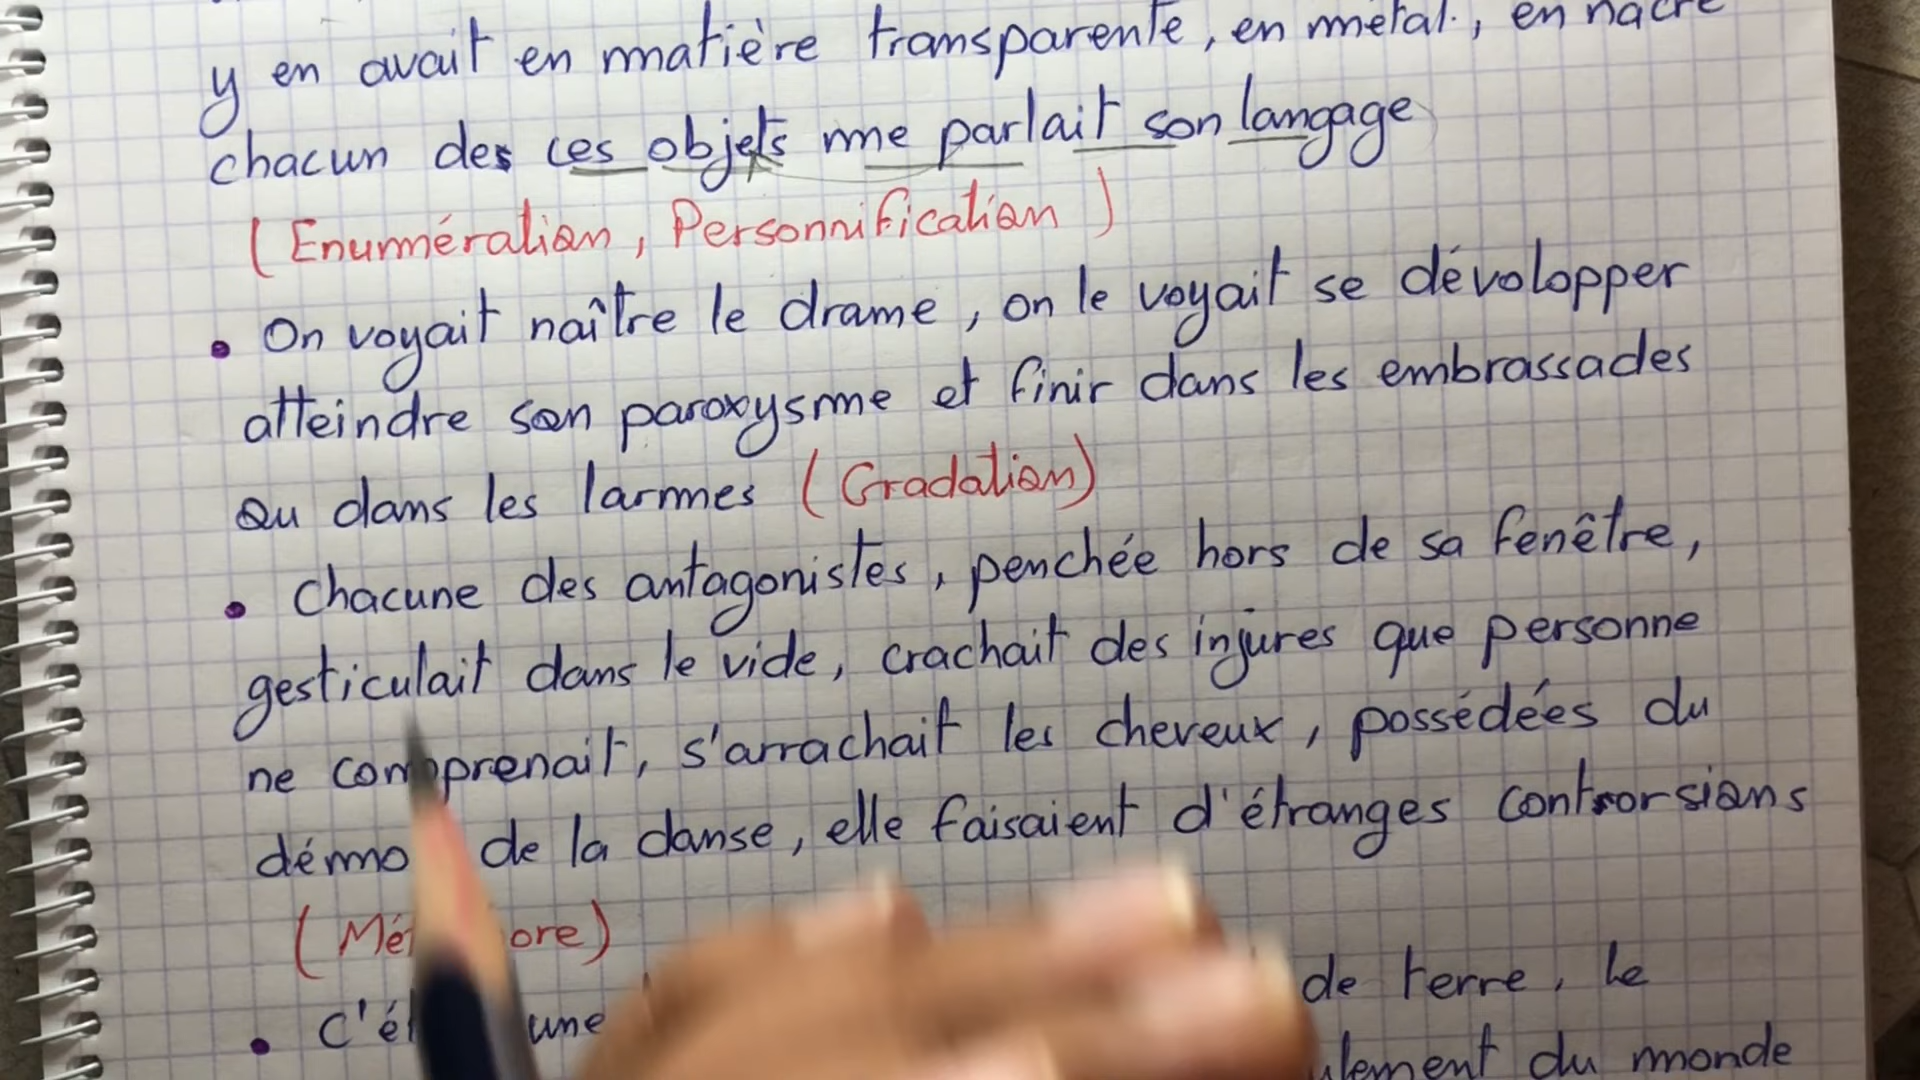 y en avait en matière transparente, en métal., en nacre
chacun des ces objets me parlait son langage
(Enumération, Personnification)
• On voyait naître le drame, on le voyait se dévolopper
atteindre son paroxysme et finir dans les embrassades
ou dans les larmes (Gradation)
• chacune des antagonistes, penchée hors de sa fenêtre,
gesticulait dans le vide, crachait des injures que personne
ne comprenait, s'arrachait les cheveux, possédées du
de la danse, elle faisaient d'étranges controrsions
• une de terre, le
du monde